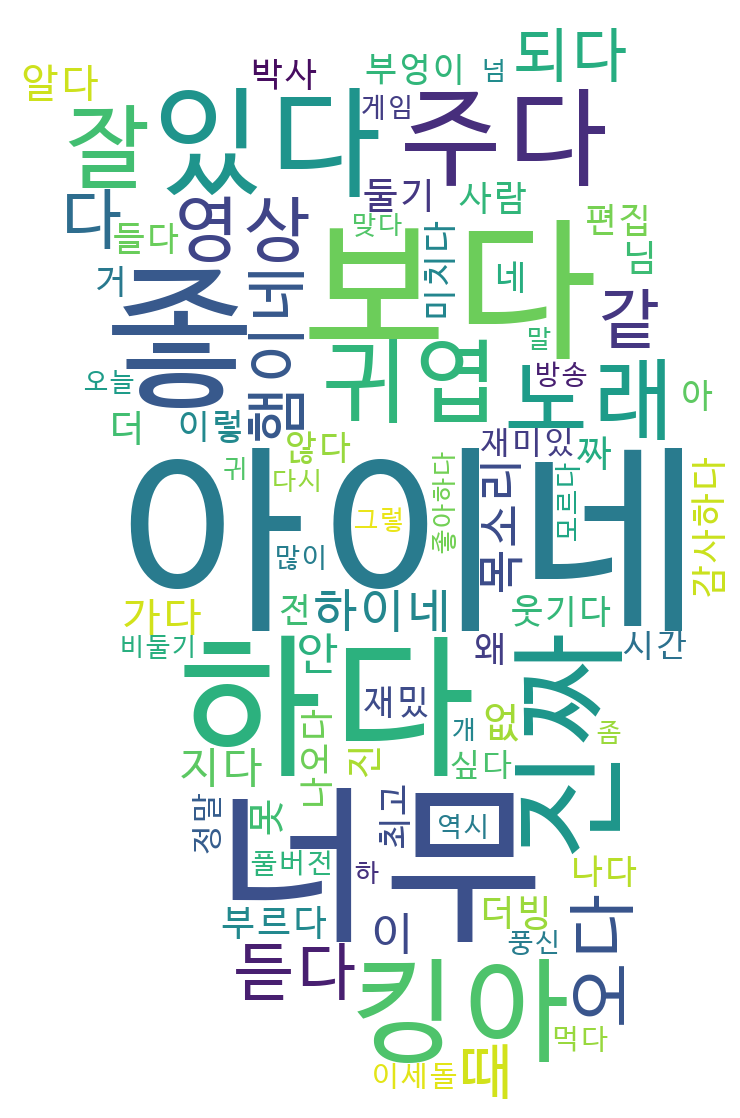 박사
부엉이
넘
되다
알다
게임
잘
있다
주다
다
들다
영상
둘기
사람
맞다
미치다
편집
님
거
좋
이네
햄
보다
네
말
같
오늘
더
이렇
귀엽
방송
노래
아
않다
귀
다시
재미있
짜
아이네
많이
그렇
좋아하다
목소리
모르다
감사하다
가다
비둘기
전
하이네
웃기다
안
왜
시간
하다
재밌
진짜
지다
나오다
진
개
없
싶다
좀
정말
못
너무
최고
역시
풀버전
하
나다
부르다
이
더빙
풍신
오다
듣다
킹아
때
이세돌
먹다